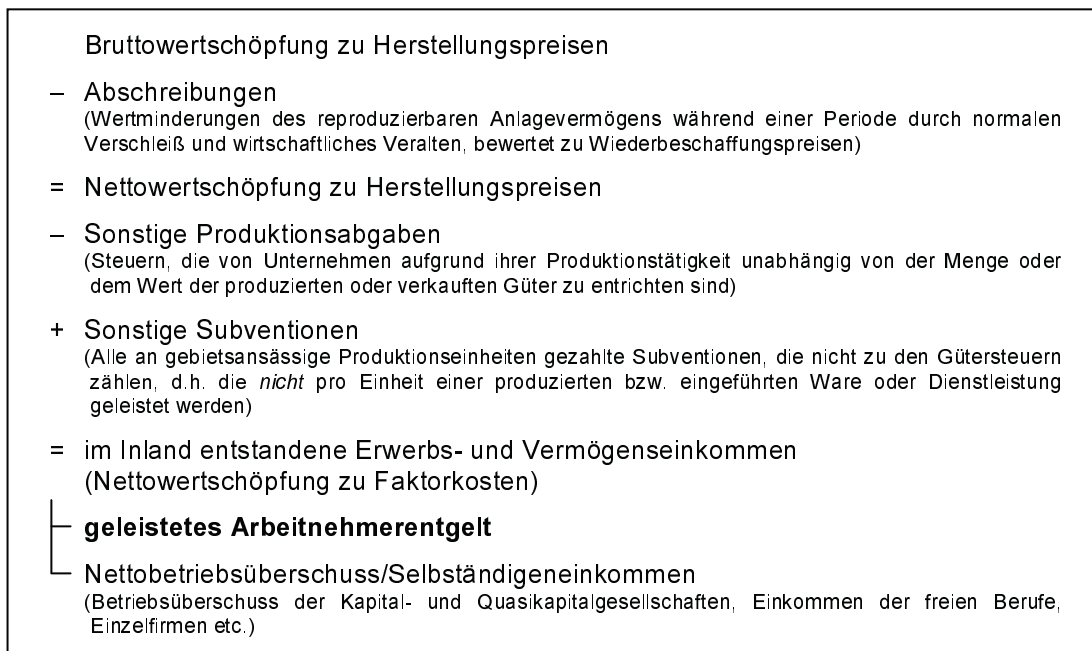 Bruttowertschöpfung zu Herstellungspreisen
– Abschreibungen
(Wertminderungen des reproduzierbaren Anlagevermögens während einer Periode durch normalen
Verschleiß und wirtschaftliches Veralten, bewertet zu Wiederbeschaffungspreisen)
= Nettowertschöpfung zu Herstellungspreisen
– Sonstige Produktionsabgaben
(Steuern, die von Unternehmen aufgrund ihrer Produktionstätigkeit unabhängig von der Menge oder
dem Wert der produzierten oder verkauften Güter zu entrichten sind)
+ Sonstige Subventionen
(Alle an gebietsansässige Produktionseinheiten gezahlte Subventionen, die nicht zu den Gütersteuern
zählen, d.h. die nicht pro Einheit einer produzierten bzw. eingeführten Ware oder Dienstleistung
geleistet werden)
= im Inland entstandene Erwerbs- und Vermögenseinkommen
(Nettowertschöpfung zu Faktorkosten)
geleistetes Arbeitnehmerentgelt
Nettobetriebsüberschuss/Selbständigeneinkommen
(Betriebsüberschuss der Kapital- und Quasikapitalgesellschaften, Einkommen der freien Berufe,
Einzelfirmen etc.)